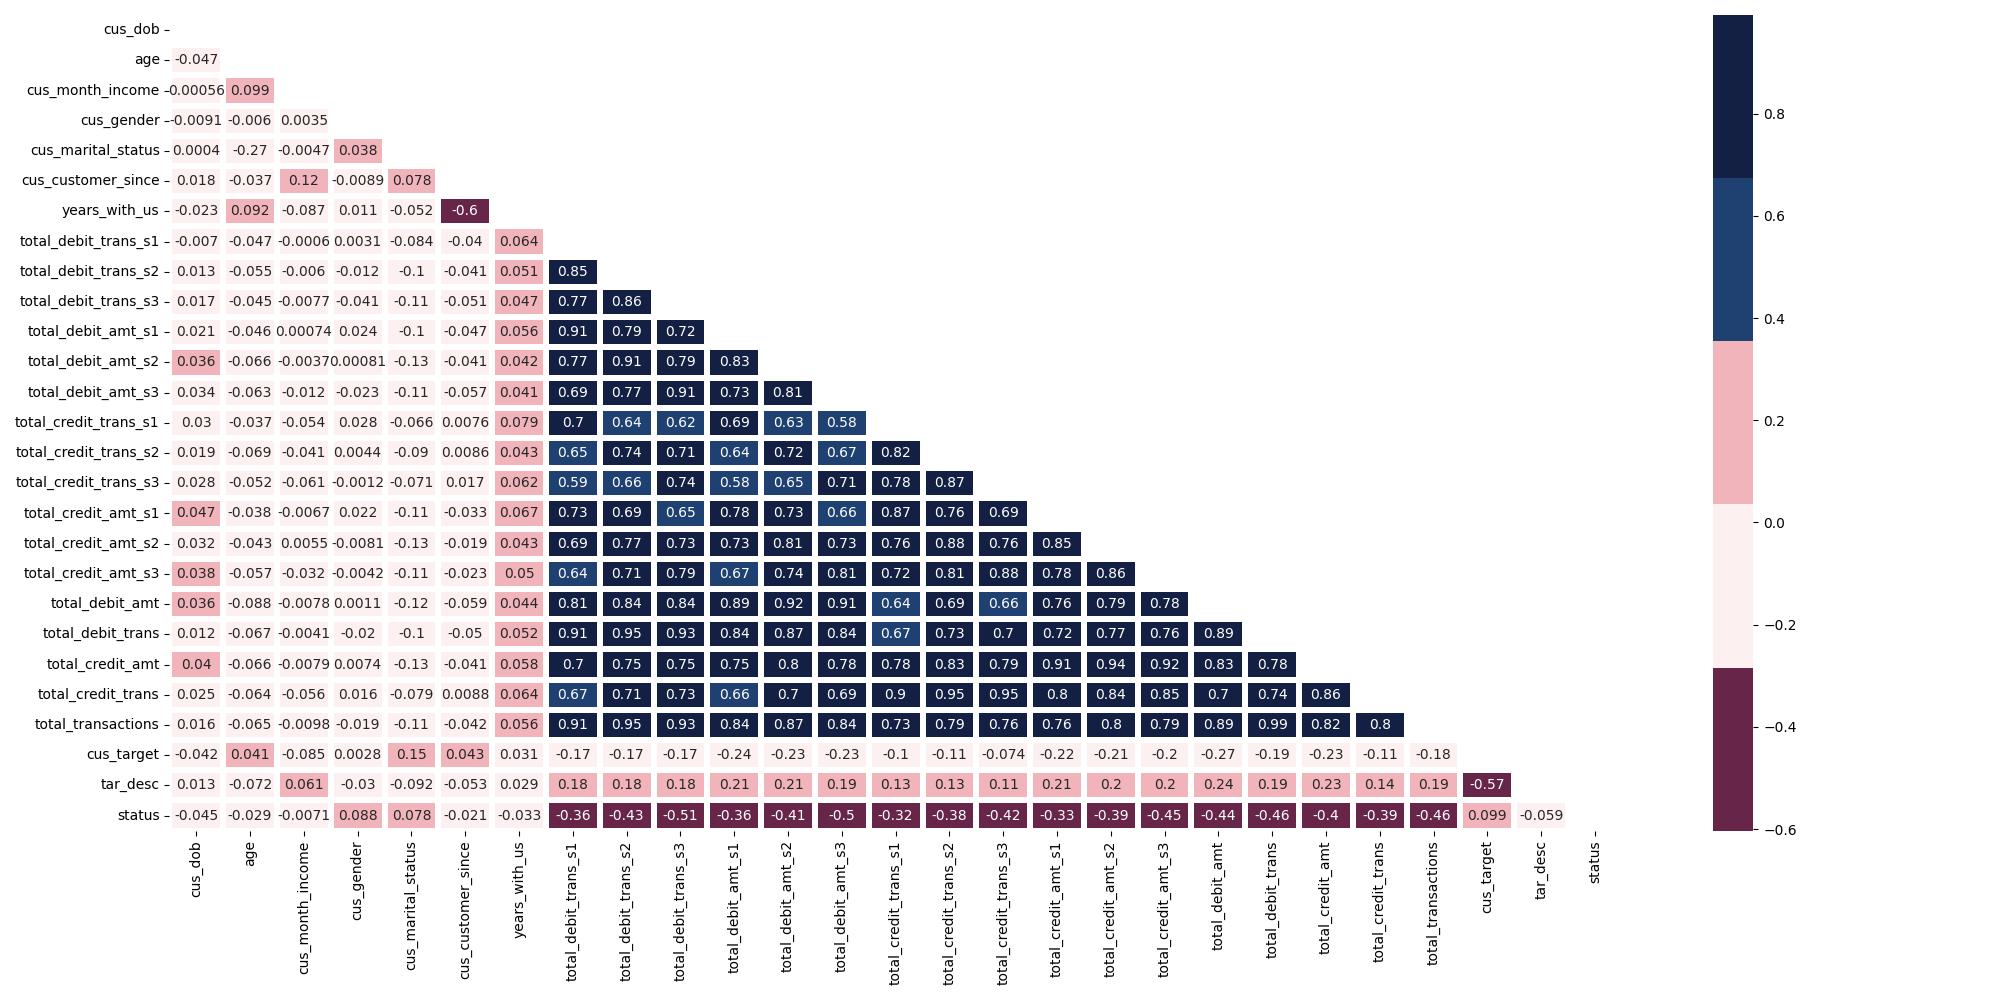 cus_dob
age -0.047
cus_month_income -0.00056 0.099
cus_gender -0.0091 -0.006 0.0035
cus_marital_status 0.0004 -0.27 -0.0047 0.038
cus_customer_since 0.018 -0.037 0.12 -0.0089 0.078
years_with_us -0.023 0.092 -0.087 0.011 -0.052 -0.6
total_debit_trans_s1 -0.007 -0.047 -0.0006 0.0031 -0.084 -0.04 0.064
total_debit_trans_s2 0.013 -0.055 -0.006 -0.012 -0.1 -0.041 0.051 0.85
total_debit_trans_s3 0.017 -0.045 -0.0077 -0.041 -0.11 -0.051 0.047 0.77 0.86
total_debit_amt_s1 0.021 -0.046 0.00074 0.024 -0.1 -0.047 0.056 0.91 0.79 0.72
total_debit_amt_s2 0.036 -0.066 -0.0037 0.00081 -0.13 -0.041 0.042 0.77 0.91 0.79 0.83
total_debit_amt_s3 0.034 -0.063 -0.012 -0.023 -0.11 -0.057 0.041 0.69 0.77 0.91 0.73 0.81
total_credit_trans_s1 0.03 -0.037 -0.054 0.028 -0.066 0.0076 0.079 0.7 0.64 0.62 0.69 0.63 0.58
total_credit_trans_s2 0.019 -0.069 -0.041 0.0044 -0.09 0.0086 0.043 0.65 0.74 0.71 0.64 0.72 0.67 0.82
total_credit_trans_s3 0.028 -0.052 -0.061 -0.0012 -0.071 0.017 0.062 0.59 0.66 0.74 0.58 0.65 0.71 0.78 0.87
total_credit_amt_s1 0.047 -0.038 -0.0067 0.022 -0.11 -0.033 0.067 0.73 0.69 0.65 0.78 0.73 0.66 0.87 0.76 0.69
total_credit_amt_s2 0.032 -0.043 0.0055 -0.0081 -0.13 -0.019 0.043 0.69 0.77 0.73 0.73 0.81 0.73 0.76 0.88 0.76 0.85
total_credit_amt_s3 0.038 -0.057 -0.032 -0.0042 -0.11 -0.023 0.05 0.64 0.71 0.79 0.67 0.74 0.81 0.72 0.81 0.88 0.78 0.86
total_debit_amt 0.036 -0.088 -0.0078 0.0011 -0.12 -0.059 0.044 0.81 0.84 0.84 0.89 0.92 0.91 0.64 0.69 0.66 0.76 0.79 0.78
total_debit_trans 0.012 -0.067 -0.0041 -0.02 -0.1 -0.05 0.052 0.91 0.95 0.93 0.84 0.87 0.84 0.67 0.73 0.7 0.72 0.77 0.76 0.89
total_credit_amt 0.04 -0.066 -0.0079 0.0074 -0.13 -0.041 0.058 0.7 0.75 0.75 0.75 0.8 0.78 0.78 0.83 0.79 0.91 0.94 0.92 0.83 0.78
total_credit_trans 0.025 -0.064 -0.056 0.016 -0.079 0.0088 0.064 0.67 0.71 0.73 0.66 0.7 0.69 0.9 0.95 0.95 0.8 0.84 0.85 0.7 0.74 0.86
total_transactions 0.016 -0.065 -0.0098 -0.019 -0.11 -0.042 0.056 0.91 0.95 0.93 0.84 0.87 0.84 0.73 0.79 0.76 0.76 0.8 0.79 0.89 0.99 0.82 0.8
cus_target -0.042 0.041 -0.085 0.0028 0.15 0.043 0.031 -0.17 -0.17 -0.17 -0.24 -0.23 -0.23 -0.1 -0.11 -0.074 -0.22 -0.21 -0.2 -0.27 -0.19 -0.23 -0.11 -0.18
tar_desc 0.013 -0.072 0.061 -0.03 -0.092 -0.053 0.029 0.18 0.18 0.18 0.21 0.21 0.19 0.13 0.13 0.11 0.21 0.2 0.2 0.24 0.19 0.23 0.14 0.19 -0.57
status -0.045 -0.029 -0.0071 0.088 0.078 -0.021 -0.033 -0.36 -0.43 -0.51 -0.36 -0.41 -0.5 -0.32 -0.38 -0.42 -0.33 -0.39 -0.45 -0.44 -0.46 -0.4 -0.39 -0.46 0.099 -0.059
cus_dob
age
cus_month_income
cus_gender
cus_marital_status
cus_customer_since
years_with_us
total_debit_trans_s1
total_debit_trans_s2
total_debit_trans_s3
total_debit_amt_s1
total_debit_amt_s2
total_debit_amt_s3
total_credit_trans_s1
total_credit_trans_s2
total_credit_trans_s3
total_credit_amt_s1
total_credit_amt_s2
total_credit_amt_s3
total_debit_amt
total_debit_trans
total_credit_amt
total_credit_trans
total_transactions
cus_target
tar_desc
status
0.8
0.6
0.4
0.2
0.0
−0.2
−0.4
−0.6